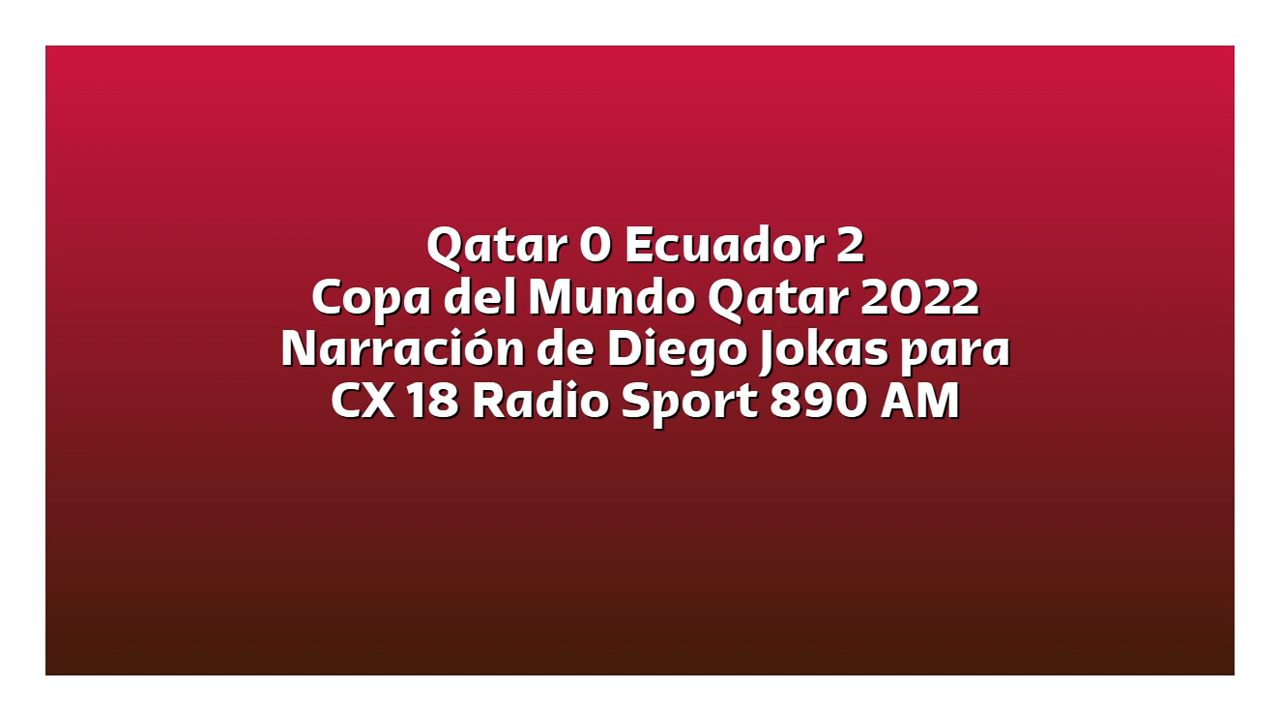 Qatar 0 Ecuador 2
Copa del Mundo Qatar 2022
Narración de Diego Jokas para
CX 18 Radio Sport 890 AM